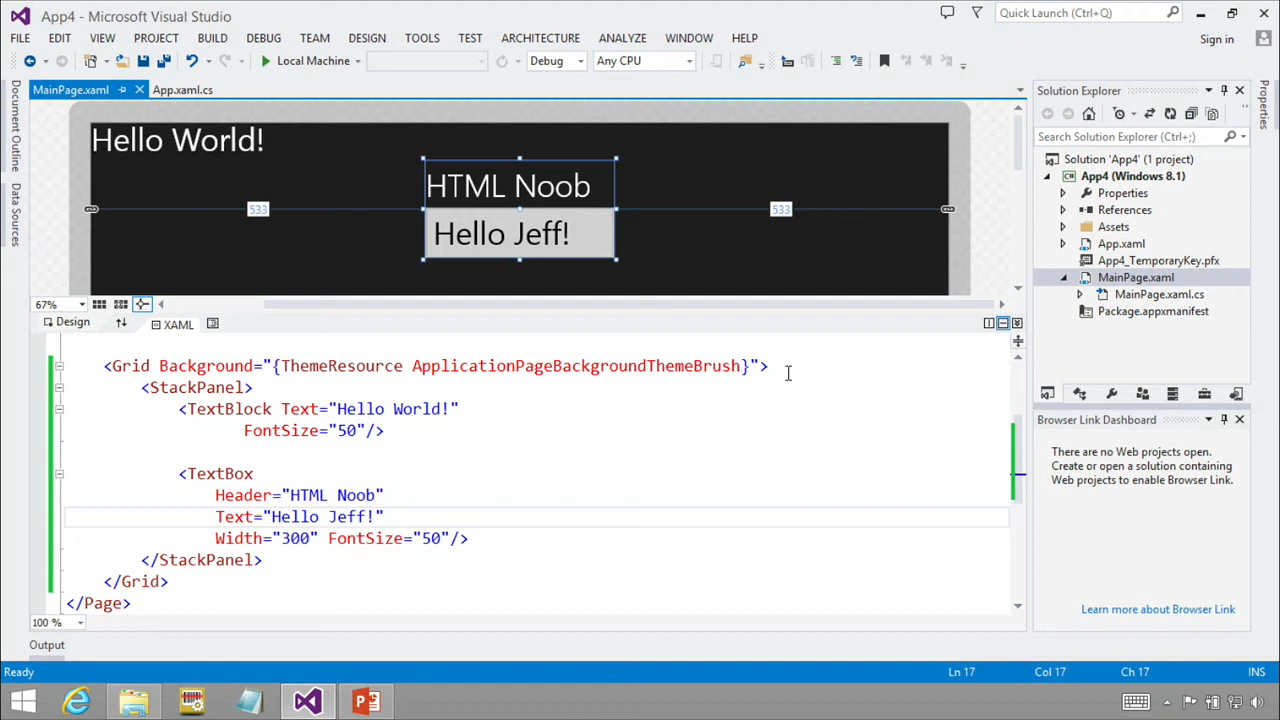 App4 - Microsoft Visual Studio
Quick Launch (Ctrl+Q)
FILE EDIT VIEW PROJECT BUILD DEBUG TEAM DESIGN TOOLS TEST ARCHITECTURE ANALYZE WINDOW HELP
Sign in
Local Machine
Debug
Any CPU
Document Outline
Data Sources
MainPage.xaml
App.xaml.cs
Hello World!
HTML Noob
533
533
Hello Jeff!
67%
Design
XAML
<Grid Background="{ThemeResource ApplicationPageBackgroundThemeBrush}">
<StackPanel>
<TextBlock Text="Hello World!"
FontSize="50"/>
<TextBox
Header="HTML Noob"
Text="Hello Jeff!"
Width="300" FontSize="50"/>
</StackPanel>
</Grid>
</Page>
100 %
Output
Solution Explorer
Search Solution Explorer (Ctrl+;)
Solution 'App4' (1 project)
App4 (Windows 8.1)
Properties
References
Assets
App.xaml
App4_TemporaryKey.pfx
MainPage.xaml
MainPage.xaml.cs
Package.appxmanifest
Properties
Browser Link Dashboard
There are no Web projects open.
Create or open a solution containing
Web projects to enable Browser Link.
Learn more about Browser Link
Ready
Ln 17
Col 17
Ch 17
INS